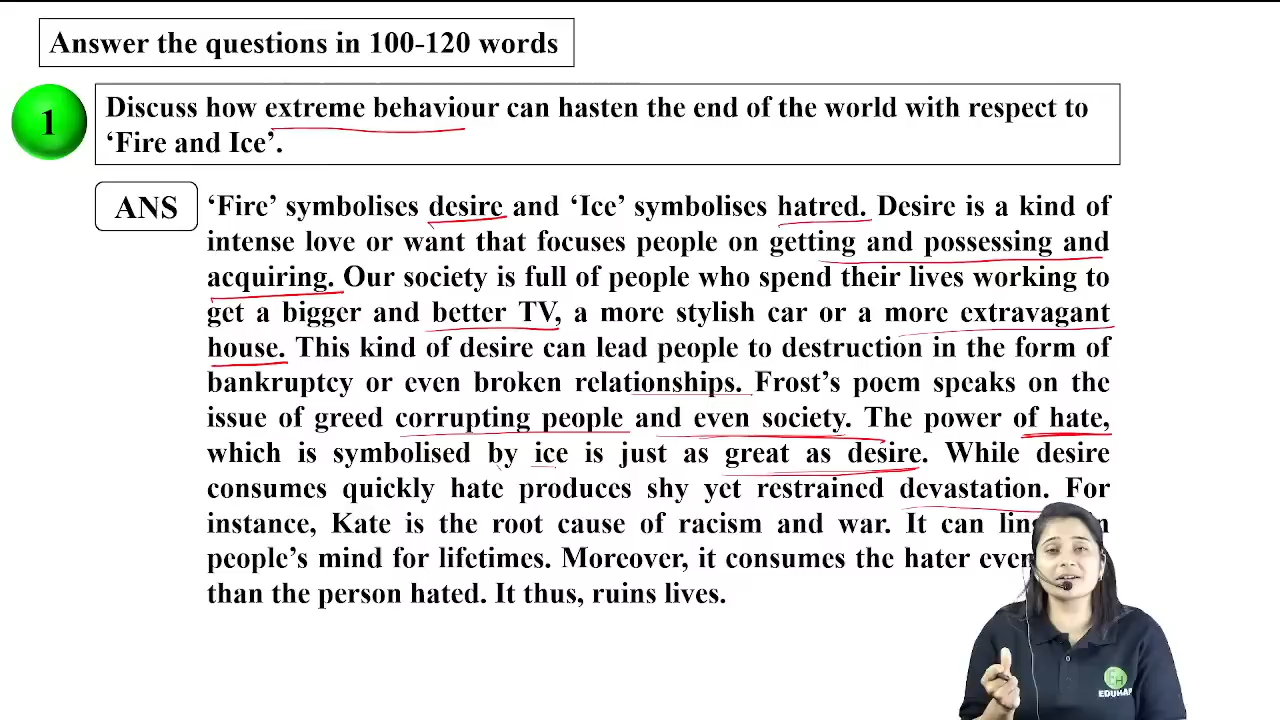 Answer the questions in 100-120 words
1
Discuss how extreme behaviour can hasten the end of the world with respect to
‘Fire and Ice’.
ANS
‘Fire’ symbolises desire and ‘Ice’ symbolises hatred. Desire is a kind of
intense love or want that focuses people on getting and possessing and
acquiring. Our society is full of people who spend their lives working to
get a bigger and better TV, a more stylish car or a more extravagant
house. This kind of desire can lead people to destruction in the form of
bankruptcy or even broken relationships. Frost’s poem speaks on the
issue of greed corrupting people and even society. The power of hate,
which is symbolised by ice is just as great as desire. While desire
consumes quickly hate produces shy yet restrained devastation. For
instance, Kate is the root cause of racism and war. It can
people’s mind for lifetimes. Moreover, it consumes the hater even
than the person hated. It thus, ruins lives.